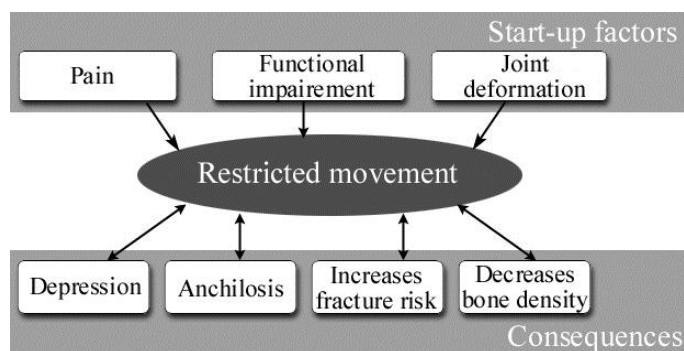 Start-up factors
Pain
Functional
impairement
Joint
deformation
Restricted movement
Depression
Anchilosis
Increases
fracture risk
Decreases
bone density
Consequences